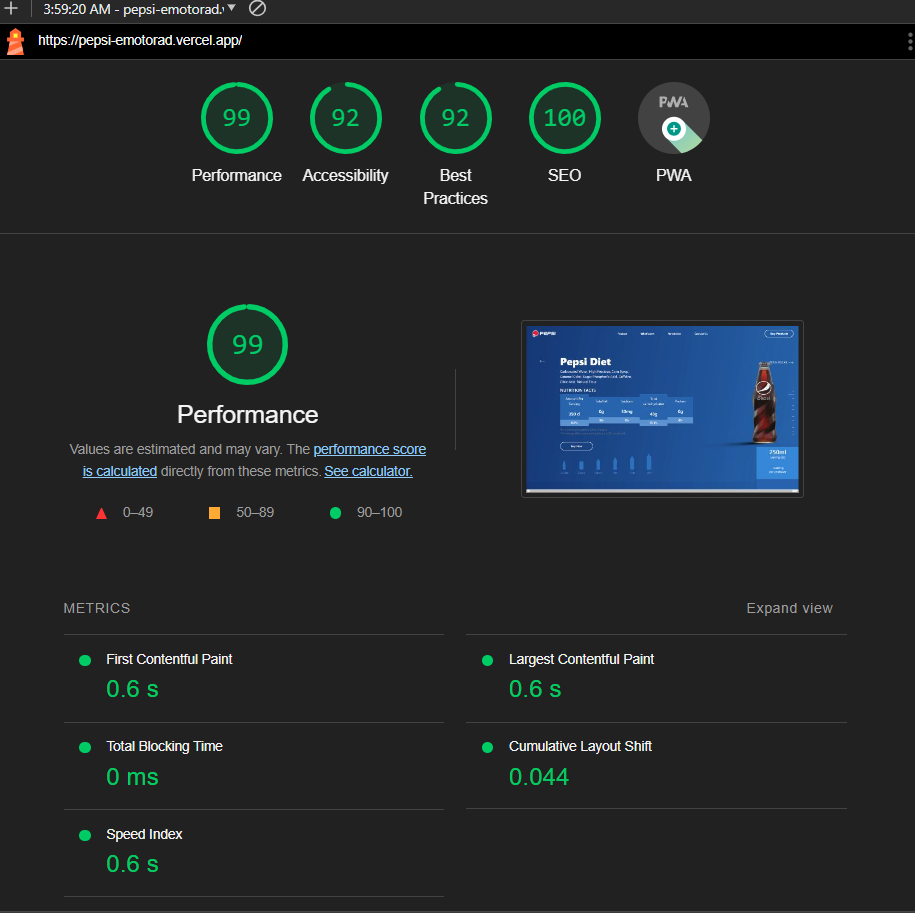 3:59:20 AM - pepsi-emotorad.v
https://pepsi-emotorad.vercel.app/
99
92
92
100
PWA
Performance
Accessibility
Best
Practices
SEO
PWA
99
Performance
Values are estimated and may vary. The performance score
is calculated directly from these metrics. See calculator.
0–49
50–89
90–100
PEPSI
Pepsi Diet
NUTRITION FACTS
250ml
METRICS
Expand view
First Contentful Paint
0.6 s
Largest Contentful Paint
0.6 s
Total Blocking Time
0 ms
Cumulative Layout Shift
0.044
Speed Index
0.6 s